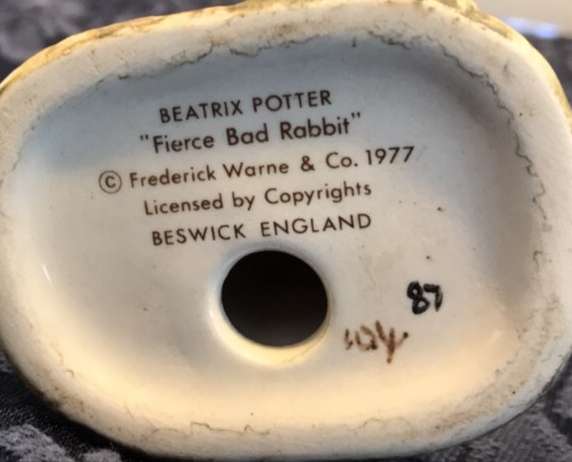 BEATRIX POTTER
"Fierce Bad Rabbit"
© Frederick Warne & Co. 1977
Licensed by Copyrights
BESWICK ENGLAND
87